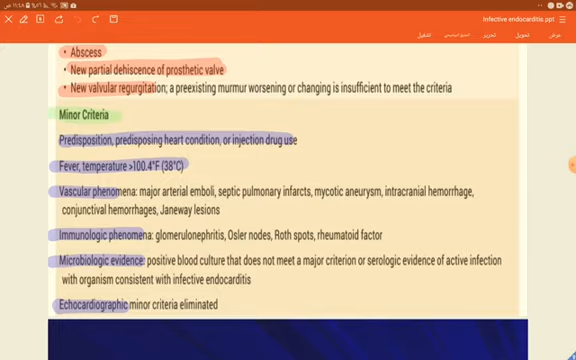 Infective endocarditis.ppt
عرض
تحويل
تحرير
تشغيل
• Abscess
• New partial dehiscence of prosthetic valve
• New valvular regurgitation; a preexisting murmur worsening or changing is insufficient to meet the criteria
Minor Criteria
Predisposition, predisposing heart condition, or injection drug use
Fever, temperature >100.4°F (38°C)
Vascular phenomena: major arterial emboli, septic pulmonary infarcts, mycotic aneurysm, intracranial hemorrhage,
conjunctival hemorrhages, Janeway lesions
Immunologic phenomena: glomerulonephritis, Osler nodes, Roth spots, rheumatoid factor
Microbiologic evidence: positive blood culture that does not meet a major criterion or serologic evidence of active infection
with organism consistent with infective endocarditis
Echocardiographic minor criteria eliminated